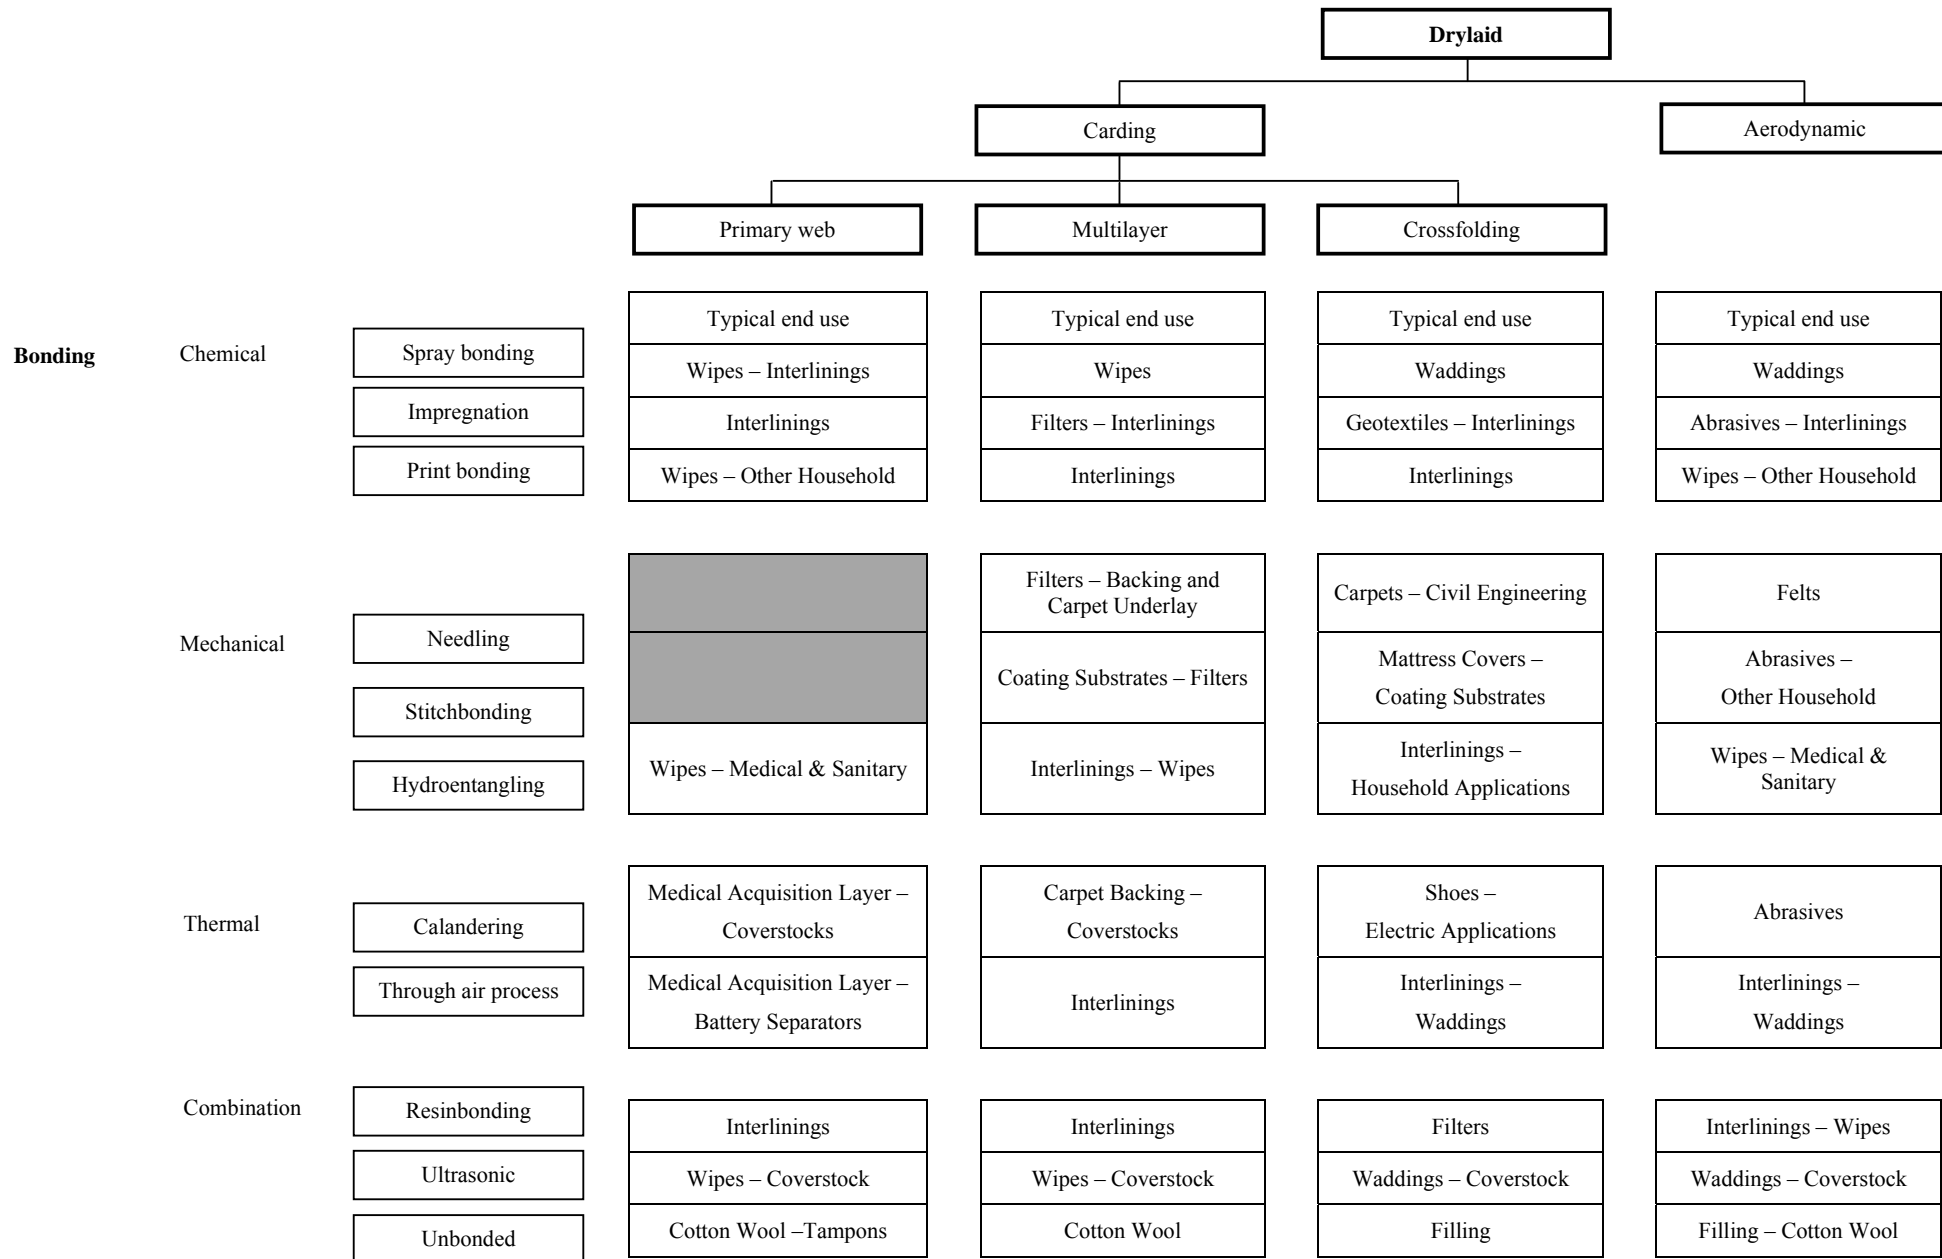 Drylaid
Carding
Aerodynamic
Primary web
Multilayer
Crossfolding
Bonding
Chemical
Spray bonding
Impregnation
Print bonding
Typical end use
Wipes – Interlinings
Interlinings
Wipes – Other Household
Typical end use
Wipes
Filters – Interlinings
Interlinings
Typical end use
Waddings
Geotextiles – Interlinings
Interlinings
Typical end use
Waddings
Abrasives – Interlinings
Wipes – Other Household
Mechanical
Needling
Stitchbonding
Hydroentangling
Wipes – Medical & Sanitary
Filters – Backing and
Carpet Underlay
Coating Substrates – Filters
Interlinings – Wipes
Carpets – Civil Engineering
Mattress Covers –
Coating Substrates
Interlinings –
Household Applications
Felts
Abrasives –
Other Household
Wipes – Medical &
Sanitary
Thermal
Calandering
Through air process
Medical Acquisition Layer –
Coverstocks
Medical Acquisition Layer –
Battery Separators
Carpet Backing –
Coverstocks
Interlinings
Shoes –
Electric Applications
Interlinings –
Waddings
Abrasives
Interlinings –
Waddings
Combination
Resinbonding
Ultrasonic
Unbonded
Interlinings
Wipes – Coverstock
Cotton Wool –Tampons
Interlinings
Wipes – Coverstock
Cotton Wool
Filters
Waddings – Coverstock
Filling
Interlinings – Wipes
Waddings – Coverstock
Filling – Cotton Wool